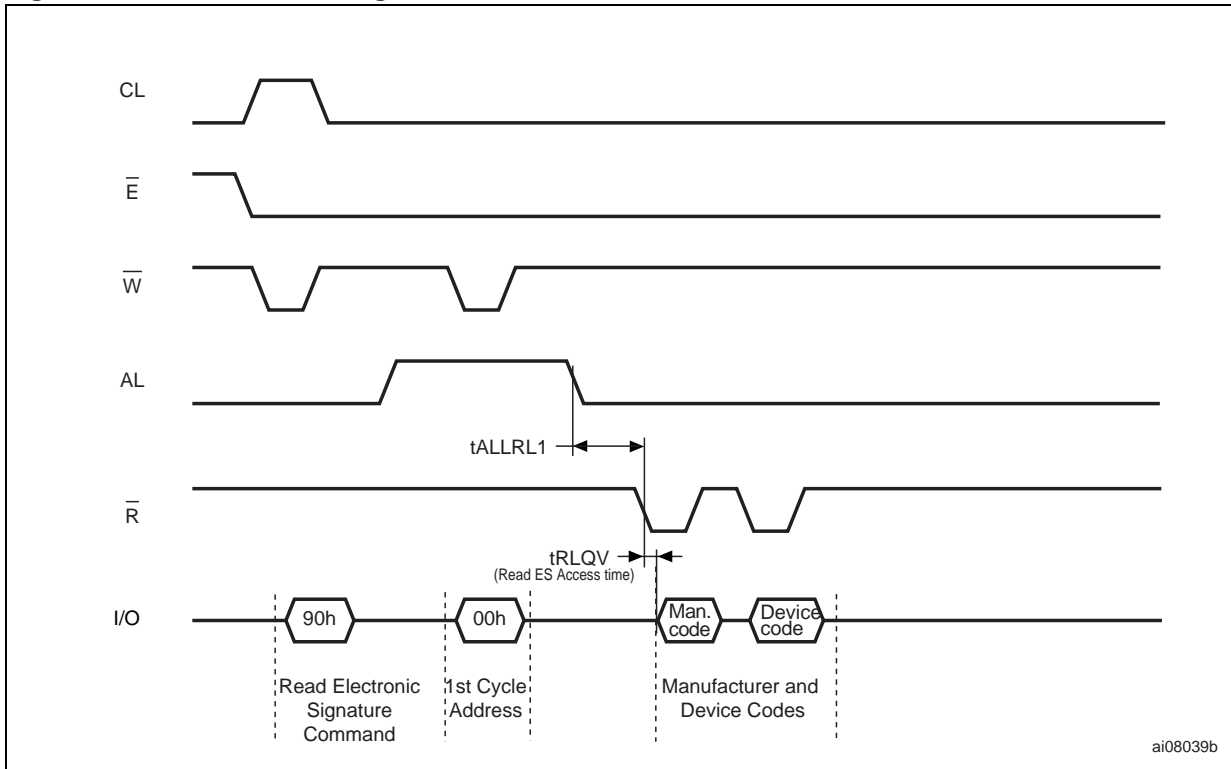 CL
E
W
AL
tALLRL1
R
tRLQV
(Read ES Access time)
I/O
90h
00h
Man.
code
Device
code
Read Electronic
Signature
Command
1st Cycle
Address
Manufacturer and
Device Codes
ai08039b